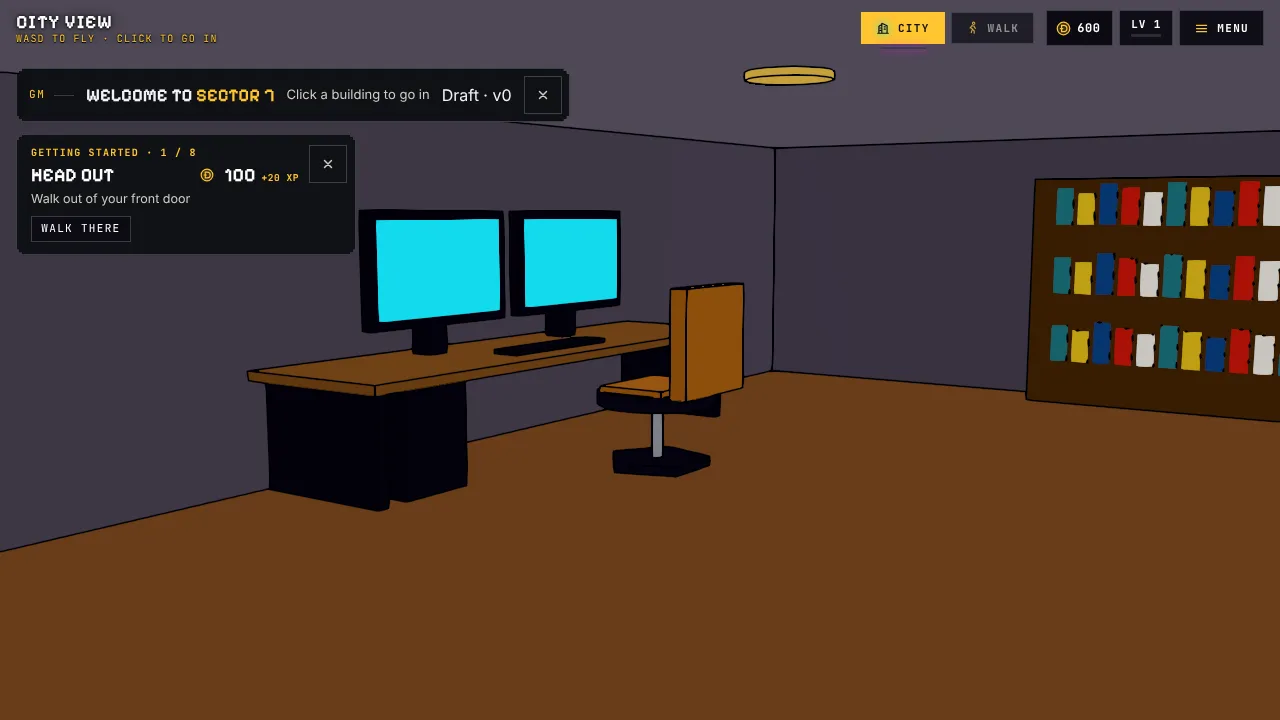 CITY VIEW
WASD TO FLY · CLICK TO GO IN
CITY
WALK
600
LV 1
MENU
GM
WELCOME TO SECTOR 7
Click a building to go in
Draft · v0
GETTING STARTED · 1 / 8
HEAD OUT
100 +20 XP
Walk out of your front door
WALK THERE